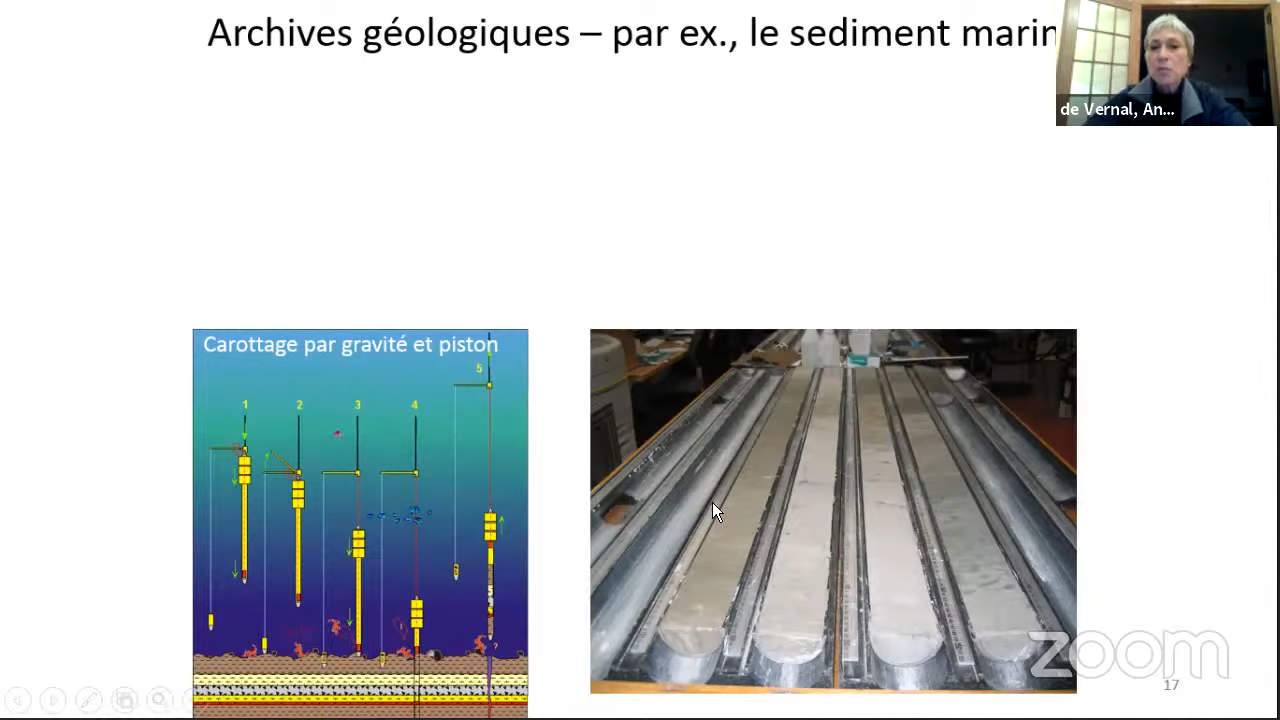 Archives géologiques – par ex., le sediment marin
de Vernal, An...
Carottage par gravité et piston
5
1
2
3
4
?
zoom
17